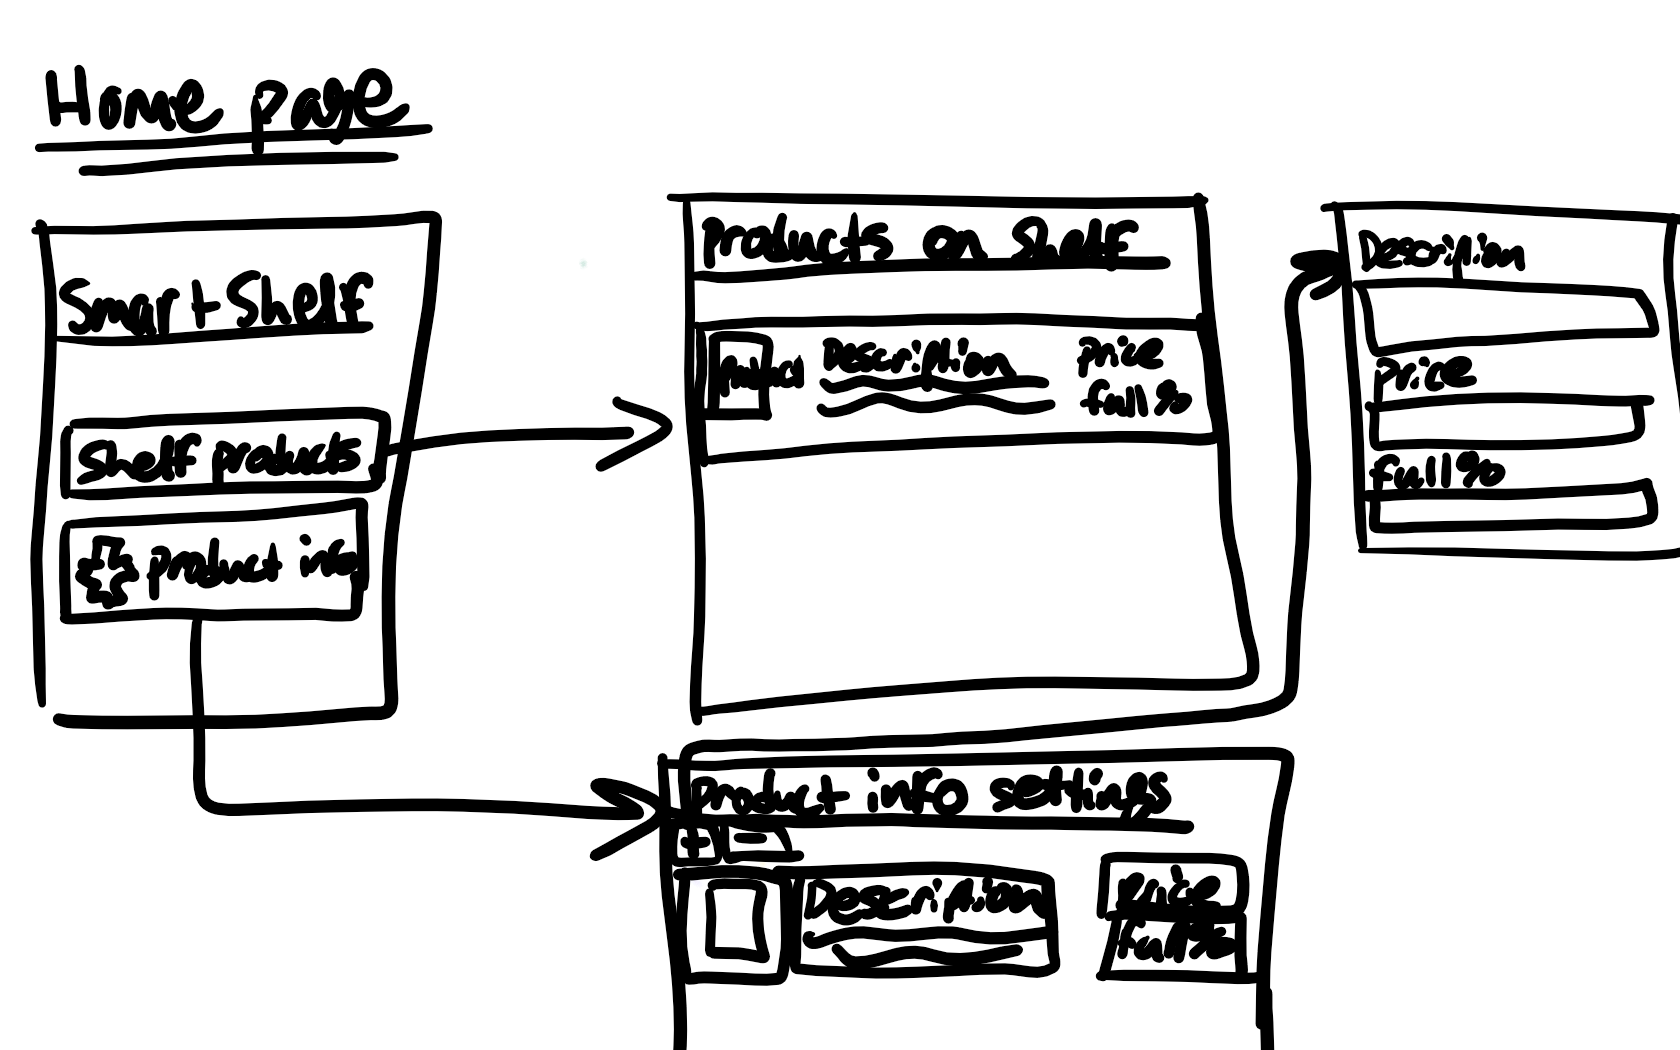 Home page
Smart Shelf
Shelf products
product info
Products on Shelf
Product
Description
Price
full %
Product info settings
+ -
Description
Price
full %
Description
Price
full %